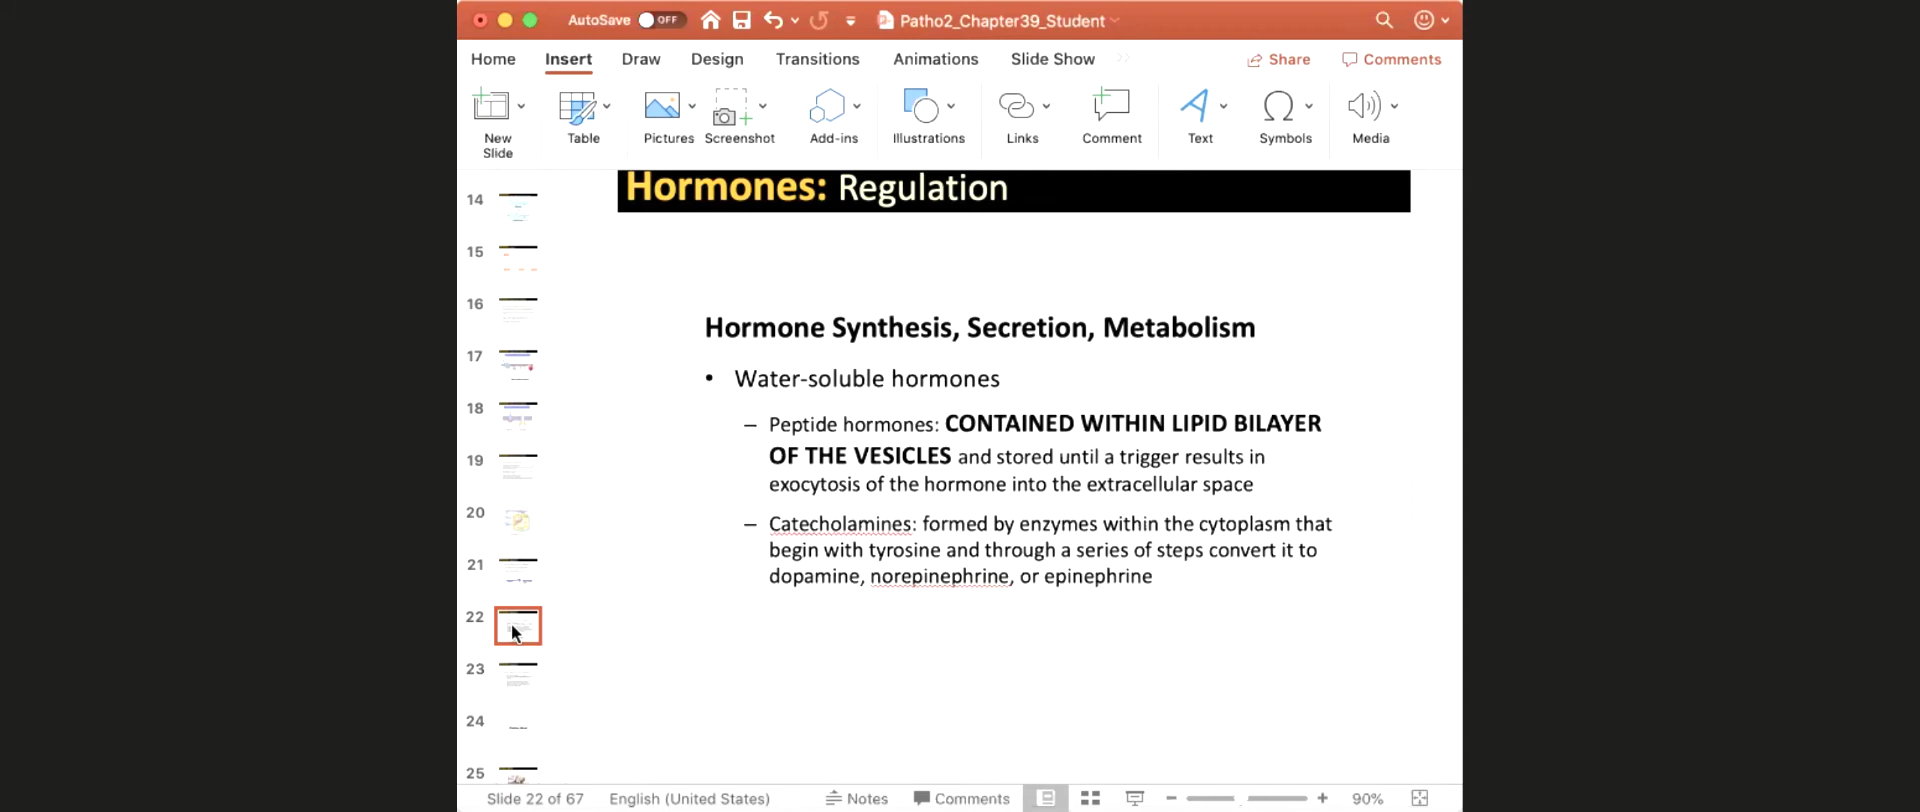 AutoSave OFF Patho2_Chapter39_Student
Home Insert Draw Design Transitions Animations Slide Show Share Comments
New Slide Table Pictures Screenshot Add-ins Illustrations Links Comment Text Symbols Media
Hormones: Regulation
14
15
16
17
18
19
20
21
22
23
24
25
Hormone Synthesis, Secretion, Metabolism
• Water-soluble hormones
– Peptide hormones: CONTAINED WITHIN LIPID BILAYER
OF THE VESICLES and stored until a trigger results in
exocytosis of the hormone into the extracellular space
– Catecholamines: formed by enzymes within the cytoplasm that
begin with tyrosine and through a series of steps convert it to
dopamine, norepinephrine, or epinephrine
Slide 22 of 67 English (United States) Notes Comments 90%